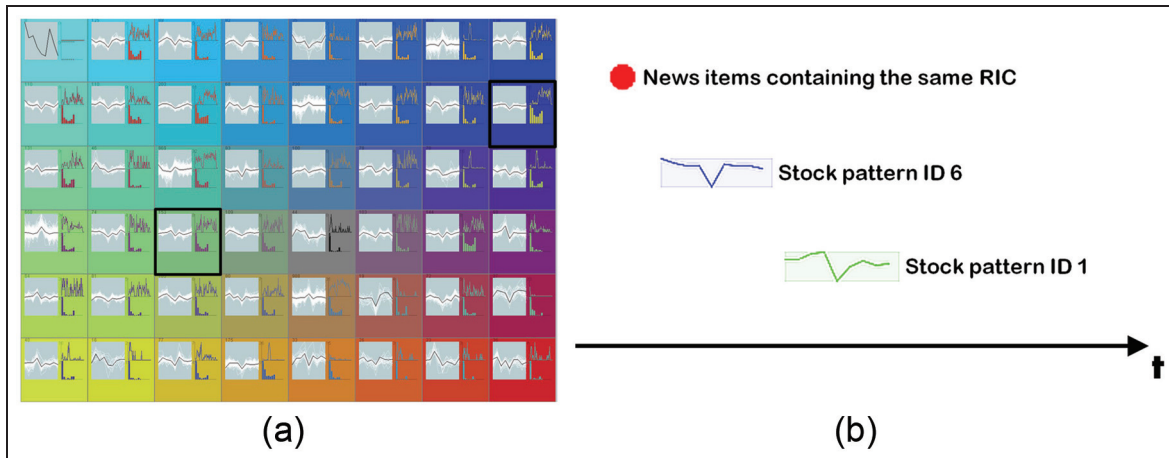 News items containing the same RIC
Stock pattern ID 6
Stock pattern ID 1
t
(a)
(b)